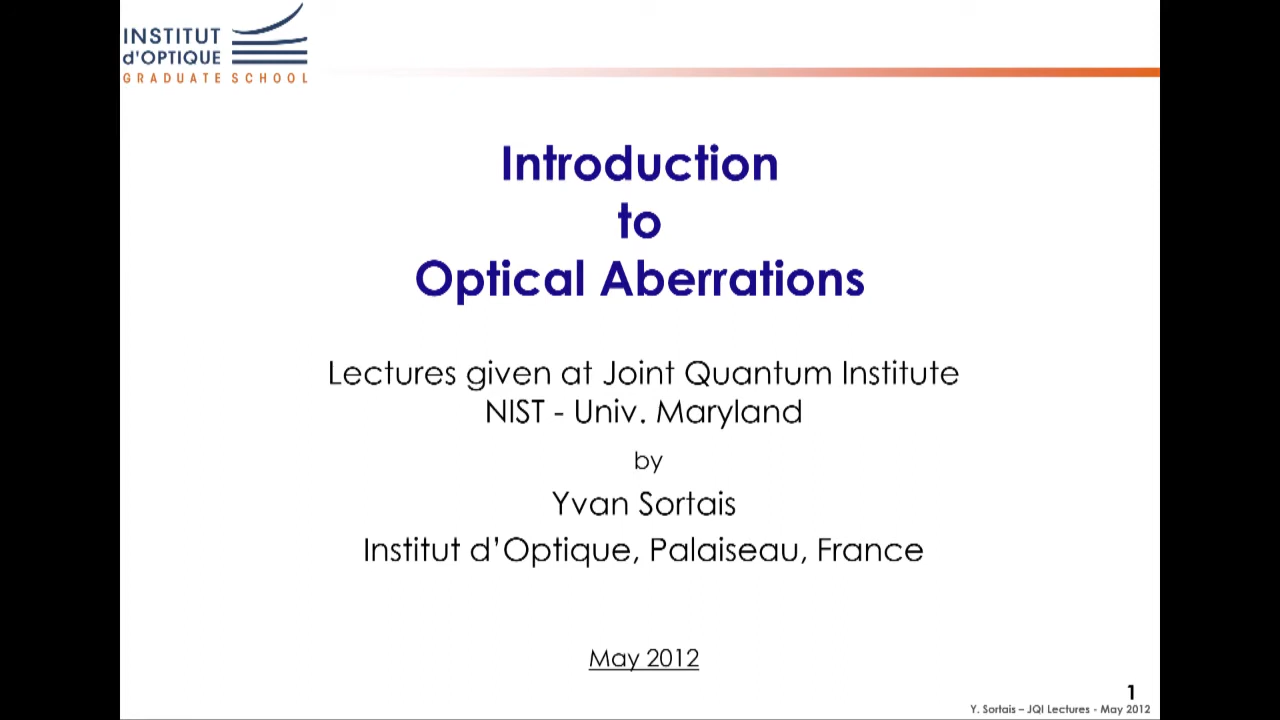 INSTITUT
d'OPTIQUE
GRADUATE SCHOOL
Introduction
to
Optical Aberrations
Lectures given at Joint Quantum Institute
NIST - Univ. Maryland
by
Yvan Sortais
Institut d’Optique, Palaiseau, France
May 2012
1
Y. Sortais – JQI Lectures - May 2012